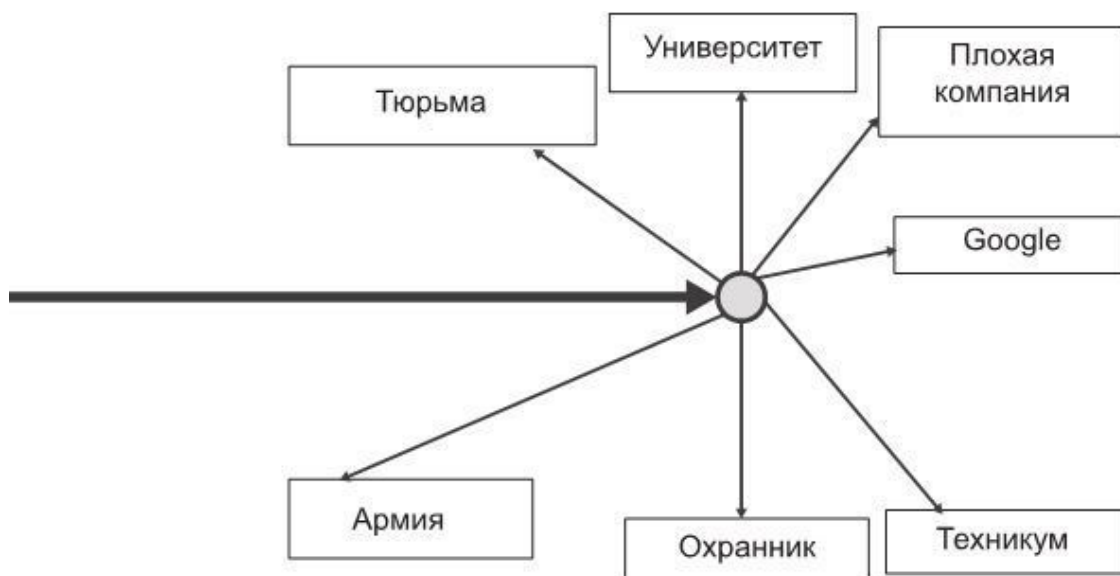 Университет
Плохая
компания
Тюрьма
Google
Армия
Охранник
Техникум